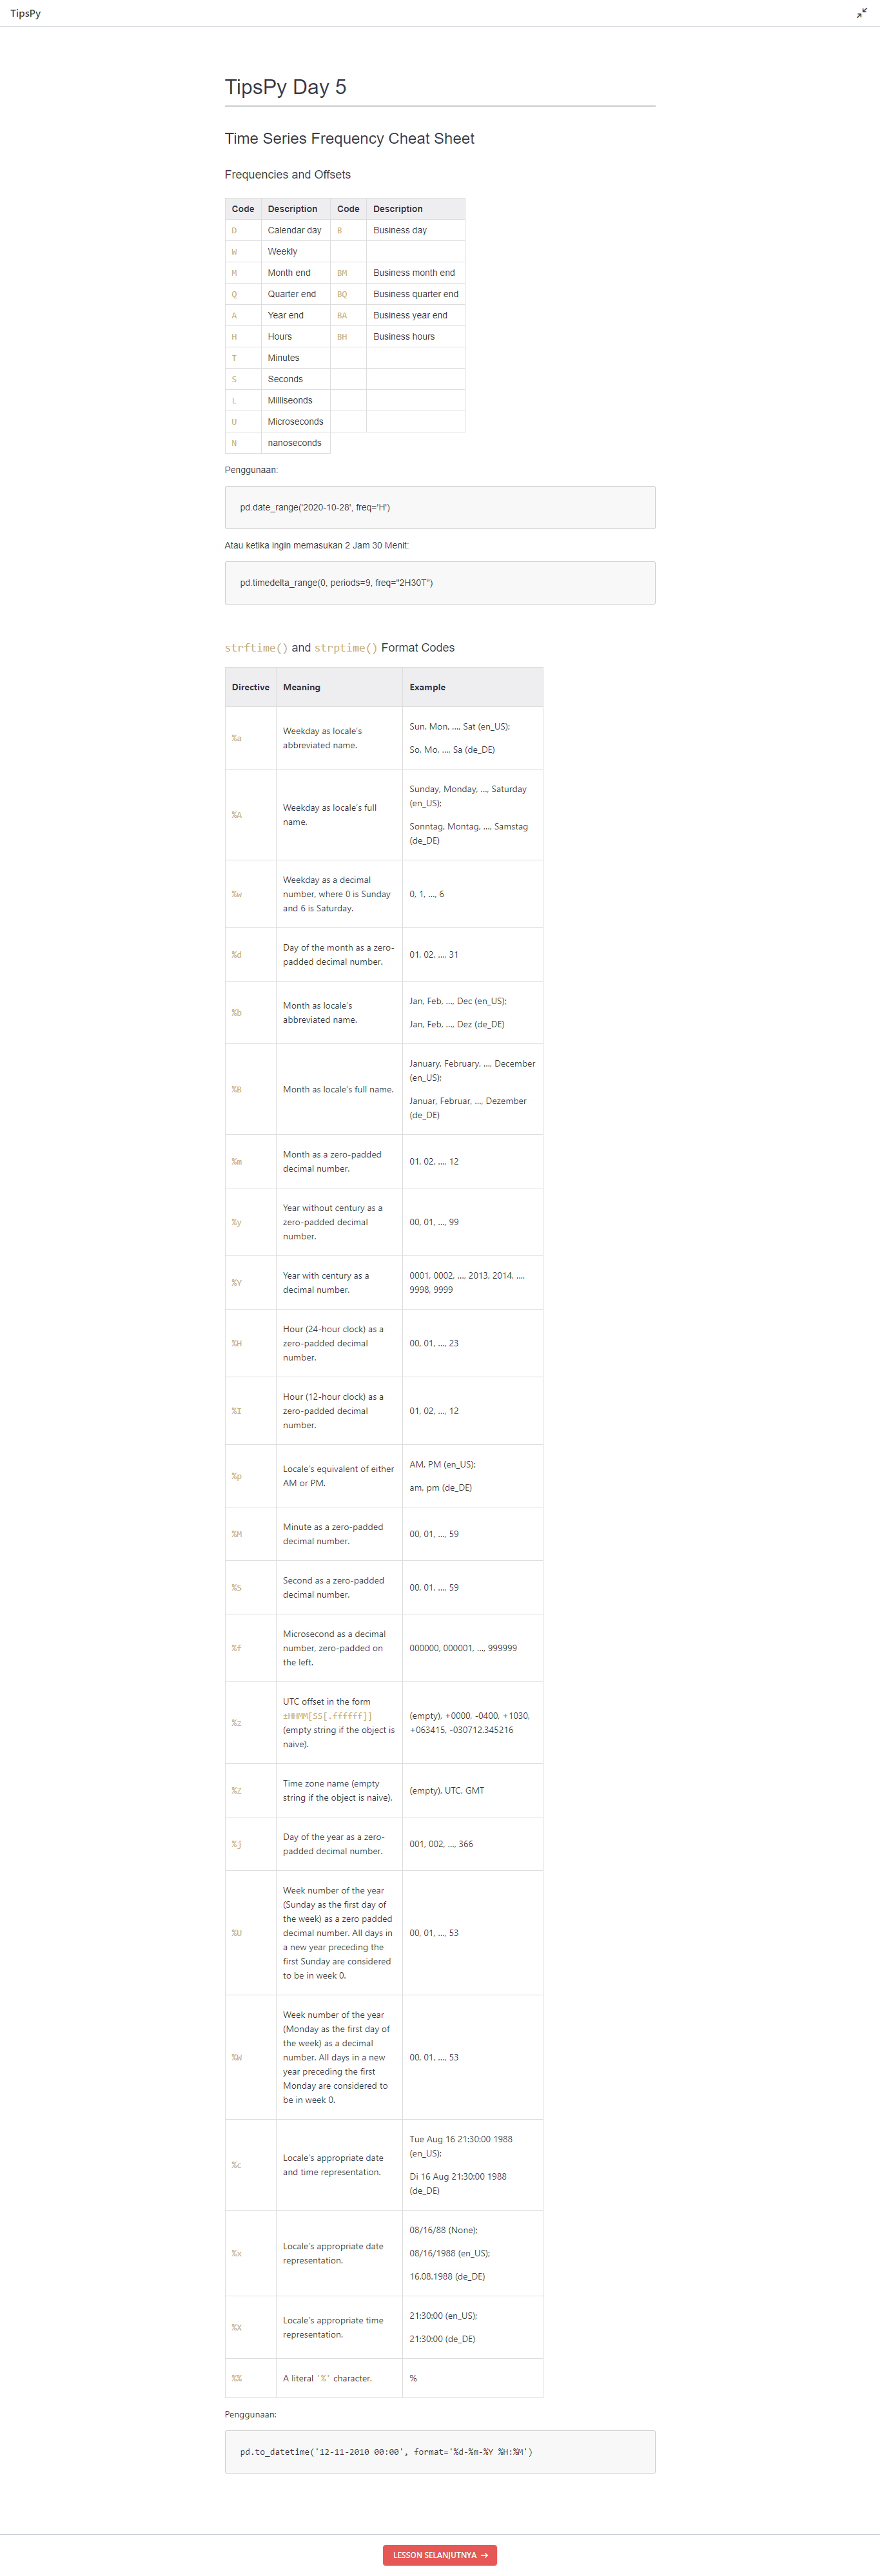 TipsPy
TipsPy Day 5
Time Series Frequency Cheat Sheet
Frequencies and Offsets
Code Description Code Description
D Calendar day B Business day
W Weekly
M Month end BM Business month end
Q Quarter end BQ Business quarter end
A Year end BA Business year end
H Hours BH Business hours
T Minutes
S Seconds
L Milliseonds
U Microseconds
N nanoseconds
Penggunaan:
pd.date_range('2020-10-28', freq='H')
Atau ketika ingin memasukan 2 Jam 30 Menit:
pd.timedelta_range(0, periods=9, freq="2H30T")
strftime() and strptime() Format Codes
Directive Meaning Example
%a
Weekday as locale's
abbreviated name.
Sun, Mon, …, Sat (en_US);
So, Mo, …, Sa (de_DE)
%A
Weekday as locale's full
name.
Sunday, Monday, …, Saturday
(en_US);
Sonntag, Montag, …, Samstag
(de_DE)
%w
Weekday as a decimal
number, where 0 is Sunday
and 6 is Saturday.
0, 1, …, 6
%d
Day of the month as a zero-
padded decimal number.
01, 02, …, 31
%b
Month as locale's
abbreviated name.
Jan, Feb, …, Dec (en_US);
Jan, Feb, …, Dez (de_DE)
%B
Month as locale's full name.
January, February, …, December
(en_US);
Januar, Februar, …, Dezember
(de_DE)
%m
Month as a zero-padded
decimal number.
01, 02, …, 12
%y
Year without century as a
zero-padded decimal
number.
00, 01, …, 99
%Y
Year with century as a
decimal number.
0001, 0002, …, 2013, 2014, …,
9998, 9999
%H
Hour (24-hour clock) as a
zero-padded decimal
number.
00, 01, …, 23
%I
Hour (12-hour clock) as a
zero-padded decimal
number.
01, 02, …, 12
%p
Locale's equivalent of either
AM or PM.
AM, PM (en_US);
am, pm (de_DE)
%M
Minute as a zero-padded
decimal number.
00, 01, …, 59
%S
Second as a zero-padded
decimal number.
00, 01, …, 59
%f
Microsecond as a decimal
number, zero-padded on
the left.
000000, 000001, …, 999999
%z
UTC offset in the form
±HHMM[SS[.ffffff]]
(empty string if the object is
naive).
(empty), +0000, -0400, +1030,
+063415, -030712.345216
%Z
Time zone name (empty
string if the object is naive).
(empty), UTC, GMT
%j
Day of the year as a zero-
padded decimal number.
001, 002, …, 366
%U
Week number of the year
(Sunday as the first day of
the week) as a zero padded
decimal number. All days in
a new year preceding the
first Sunday are considered
to be in week 0.
00, 01, …, 53
%W
Week number of the year
(Monday as the first day of
the week) as a decimal
number. All days in a new
year preceding the first
Monday are considered to
be in week 0.
00, 01, …, 53
%c
Locale's appropriate date
and time representation.
Tue Aug 16 21:30:00 1988
(en_US);
Di 16 Aug 21:30:00 1988
(de_DE)
%x
Locale's appropriate date
representation.
08/16/88 (None);
08/16/1988 (en_US);
16.08.1988 (de_DE)
%X
Locale's appropriate time
representation.
21:30:00 (en_US);
21:30:00 (de_DE)
%%
A literal '%' character.
%
Penggunaan:
pd.to_datetime('12-11-2010 00:00', format='%d-%m-%Y %H:%M')
LESSON SELANJUTNYA →